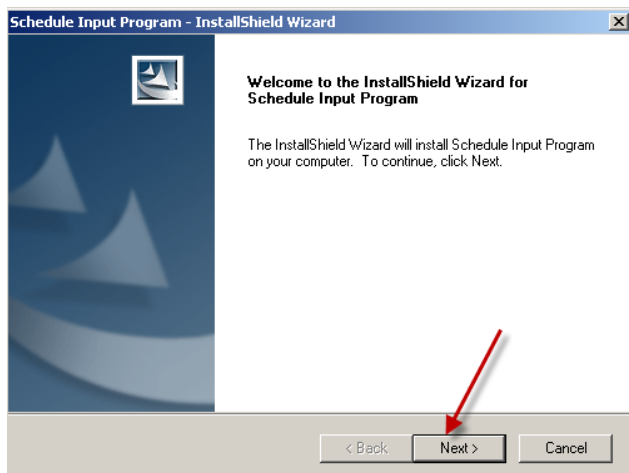 Schedule Input Program - InstallShield Wizard
Welcome to the InstallShield Wizard for
Schedule Input Program
The InstallShield Wizard will install Schedule Input Program
on your computer. To continue, click Next.
< Back Next > Cancel